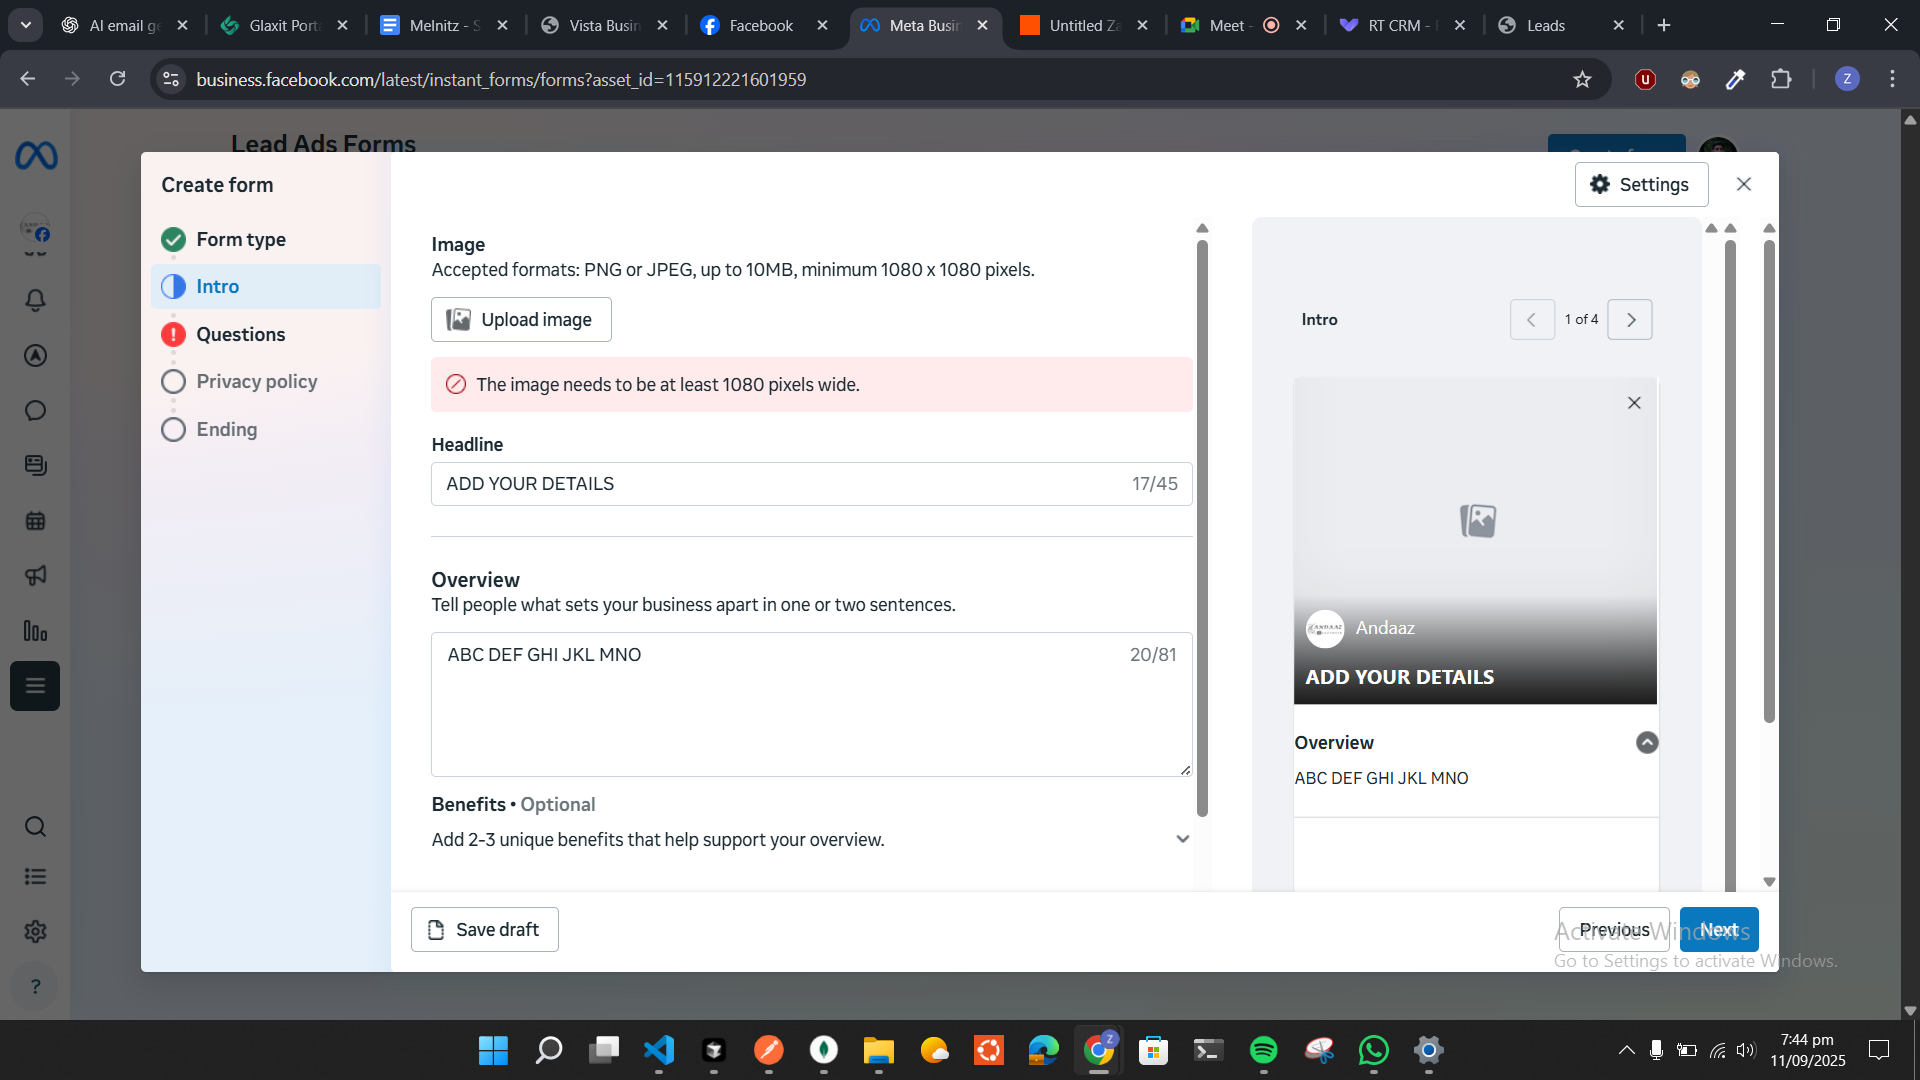 AI email ge
Glaxit Port
Melnitz - S
Vista Busin
Facebook
Meta Busin
Untitled Za
Meet -
RT CRM -
Leads
business.facebook.com/latest/instant_forms/forms?asset_id=115912221601959
Z
Lead Ads Forms
Create form
Settings
Form type
Intro
Questions
Privacy policy
Ending
Image
Accepted formats: PNG or JPEG, up to 10MB, minimum 1080 x 1080 pixels.
Upload image
The image needs to be at least 1080 pixels wide.
Headline
ADD YOUR DETAILS
17/45
Overview
Tell people what sets your business apart in one or two sentences.
ABC DEF GHI JKL MNO
20/81
Benefits • Optional
Add 2-3 unique benefits that help support your overview.
Intro
1 of 4
ANDAAZ
Andaaz
ADD YOUR DETAILS
Overview
ABC DEF GHI JKL MNO
Save draft
Previous
Next
Activate Windows
Go to Settings to activate Windows.
7:44 pm
11/09/2025